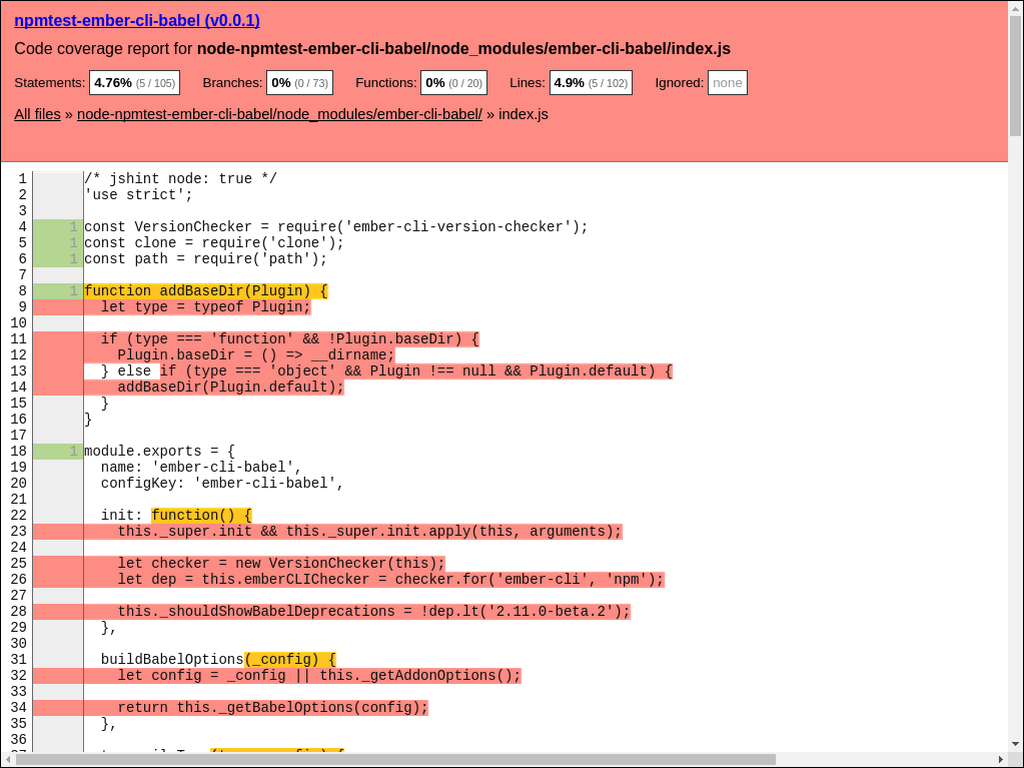 npmtest-ember-cli-babel (v0.0.1)
Code coverage report for node-npmtest-ember-cli-babel/node_modules/ember-cli-babel/index.js
Statements: 4.76% (5 / 105) Branches: 0% (0 / 73) Functions: 0% (0 / 20) Lines: 4.9% (5 / 102) Ignored: none
All files » node-npmtest-ember-cli-babel/node_modules/ember-cli-babel/ » index.js
1 /* jshint node: true */
2 'use strict';
3
4 1 const VersionChecker = require('ember-cli-version-checker');
5 1 const clone = require('clone');
6 1 const path = require('path');
7
8 1 function addBaseDir(Plugin) {
9 let type = typeof Plugin;
10
11 if (type === 'function' && !Plugin.baseDir) {
12 Plugin.baseDir = () => __dirname;
13 } else if (type === 'object' && Plugin !== null && Plugin.default) {
14 addBaseDir(Plugin.default);
15 }
16 }
17
18 1 module.exports = {
19 name: 'ember-cli-babel',
20 configKey: 'ember-cli-babel',
21
22 init: function() {
23 this._super.init && this._super.init.apply(this, arguments);
24
25 let checker = new VersionChecker(this);
26 let dep = this.emberCLIChecker = checker.for('ember-cli', 'npm');
27
28 this._shouldShowBabelDeprecations = !dep.lt('2.11.0-beta.2');
29 },
30
31 buildBabelOptions(_config) {
32 let config = _config || this._getAddonOptions();
33
34 return this._getBabelOptions(config);
35 },
36